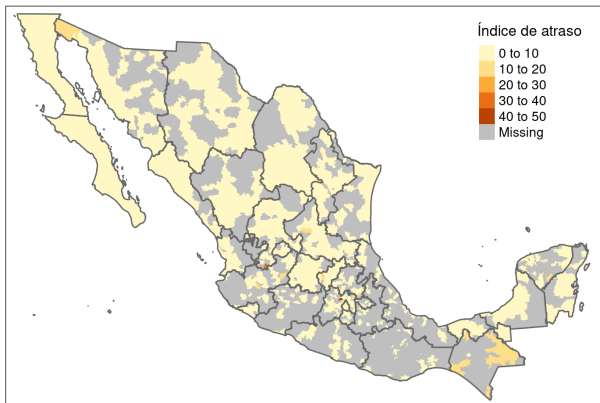 Índice de atraso
0 to 10
10 to 20
20 to 30
30 to 40
40 to 50
Missing